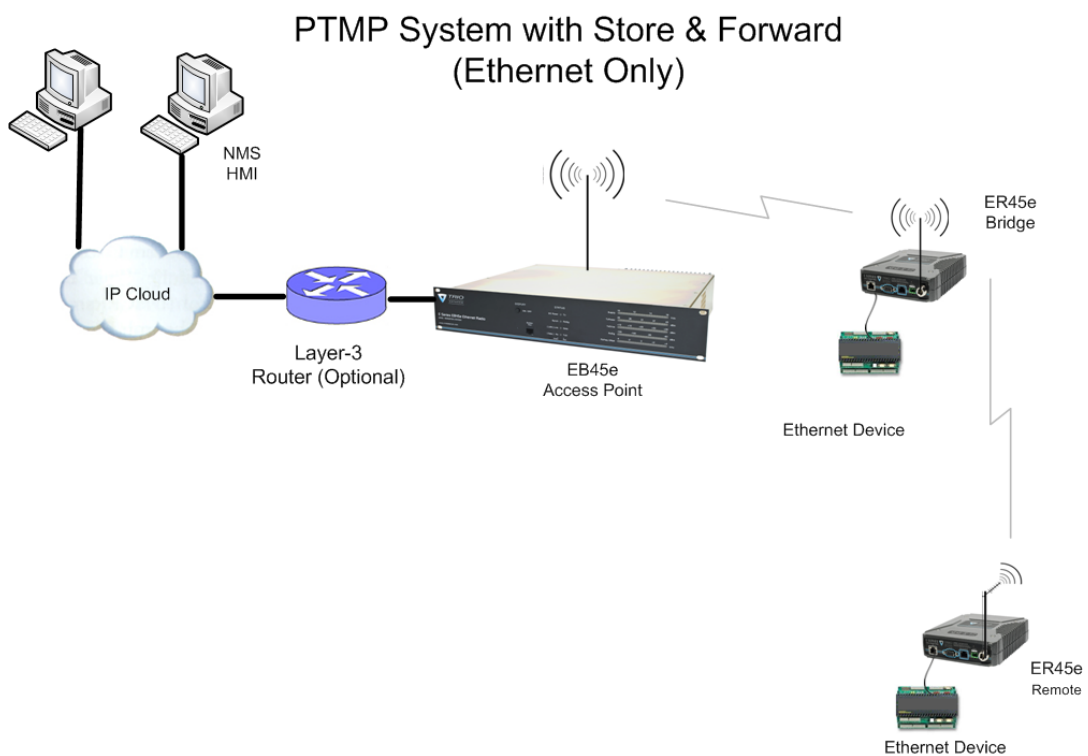 PTMP System with Store & Forward
(Ethernet Only)
NMS
HMI
ER45e
Bridge
IP Cloud
TRIO
Layer-3
Router (Optional)
EB45e
Access Point
Ethernet Device
ER45e
Remote
Ethernet Device